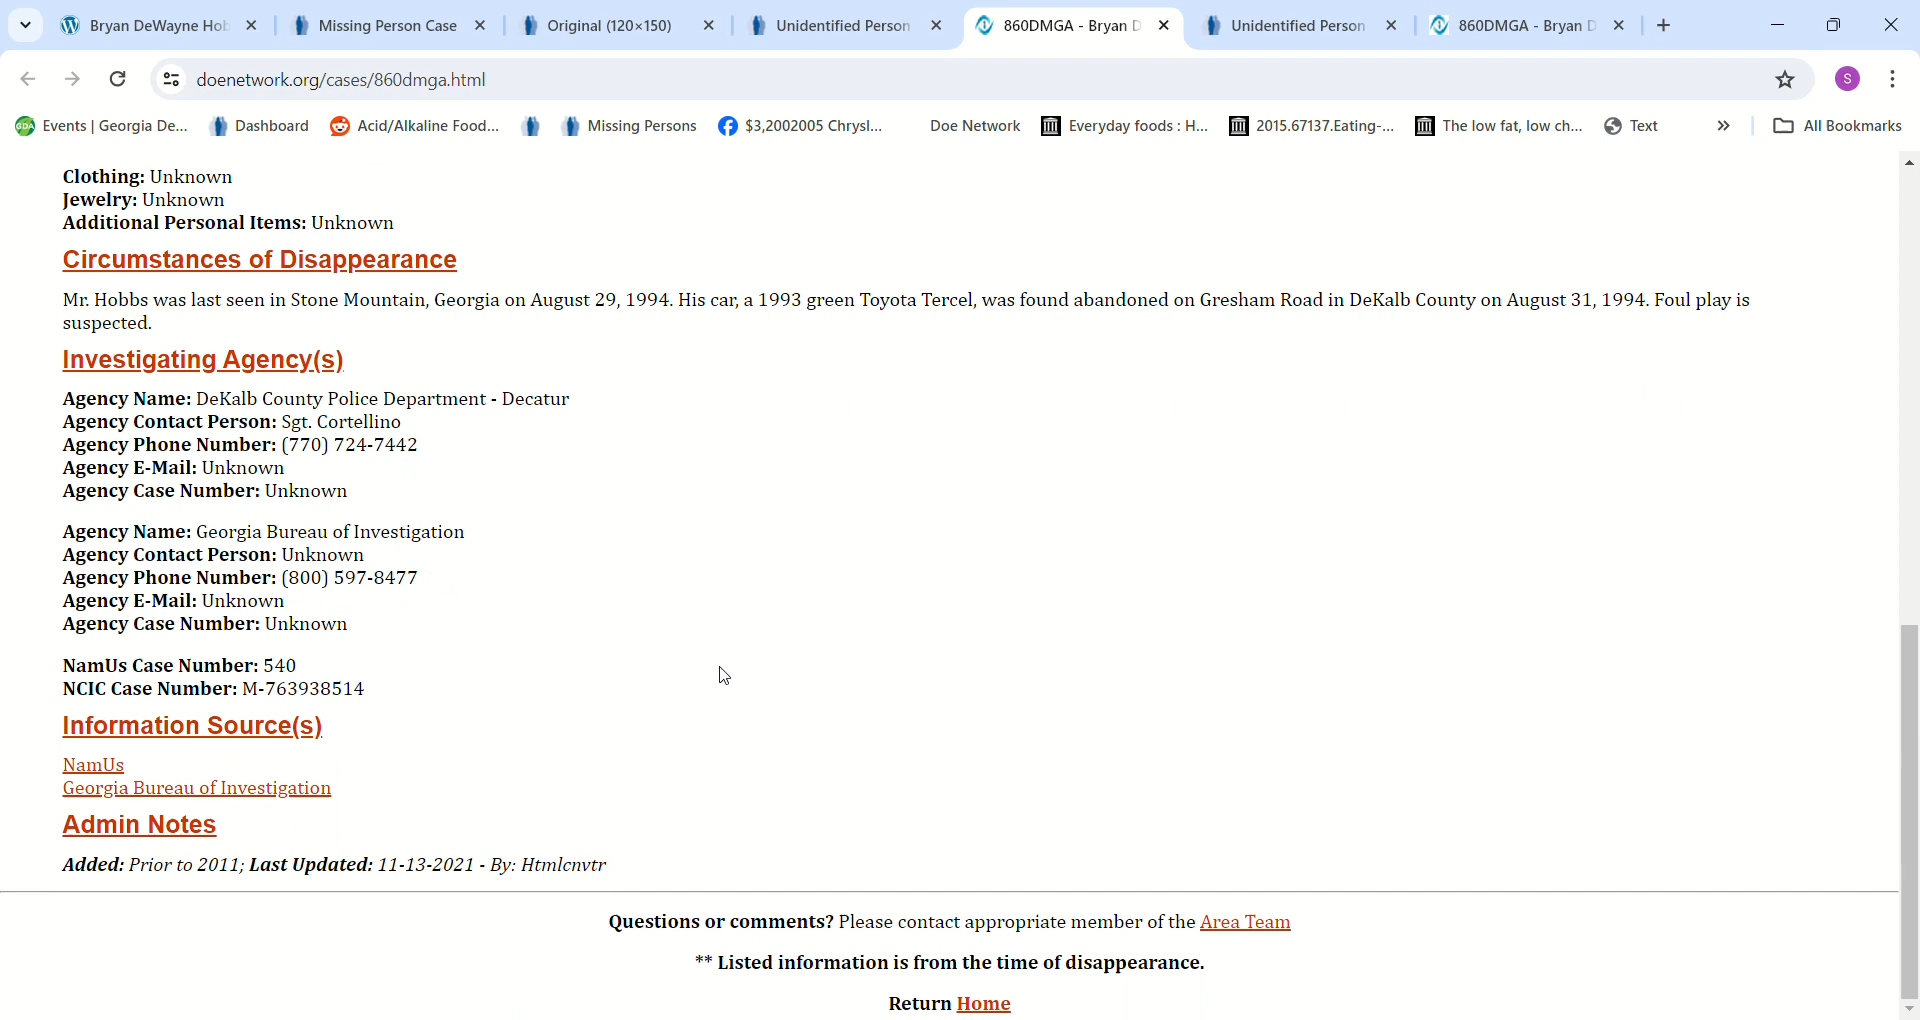 Bryan DeWayne Hob
Missing Person Case
Original (120×150)
Unidentified Person
860DMGA - Bryan D
Unidentified Person
860DMGA - Bryan D
doenetwork.org/cases/860dmga.html
S
GDA
Events | Georgia De...
Dashboard
Acid/Alkaline Food...
Missing Persons
$3,2002005 Chrysl...
Doe Network
Everyday foods : H...
2015.67137.Eating-...
The low fat, low ch...
Text
»
All Bookmarks
Clothing: Unknown
Jewelry: Unknown
Additional Personal Items: Unknown
Circumstances of Disappearance
Mr. Hobbs was last seen in Stone Mountain, Georgia on August 29, 1994. His car, a 1993 green Toyota Tercel, was found abandoned on Gresham Road in DeKalb County on August 31, 1994. Foul play is
suspected.
Investigating Agency(s)
Agency Name: DeKalb County Police Department - Decatur
Agency Contact Person: Sgt. Cortellino
Agency Phone Number: (770) 724-7442
Agency E-Mail: Unknown
Agency Case Number: Unknown
Agency Name: Georgia Bureau of Investigation
Agency Contact Person: Unknown
Agency Phone Number: (800) 597-8477
Agency E-Mail: Unknown
Agency Case Number: Unknown
NamUs Case Number: 540
NCIC Case Number: M-763938514
Information Source(s)
NamUs
Georgia Bureau of Investigation
Admin Notes
Added: Prior to 2011; Last Updated: 11-13-2021 - By: Htmlcnvtr
Questions or comments? Please contact appropriate member of the Area Team
** Listed information is from the time of disappearance.
Return Home